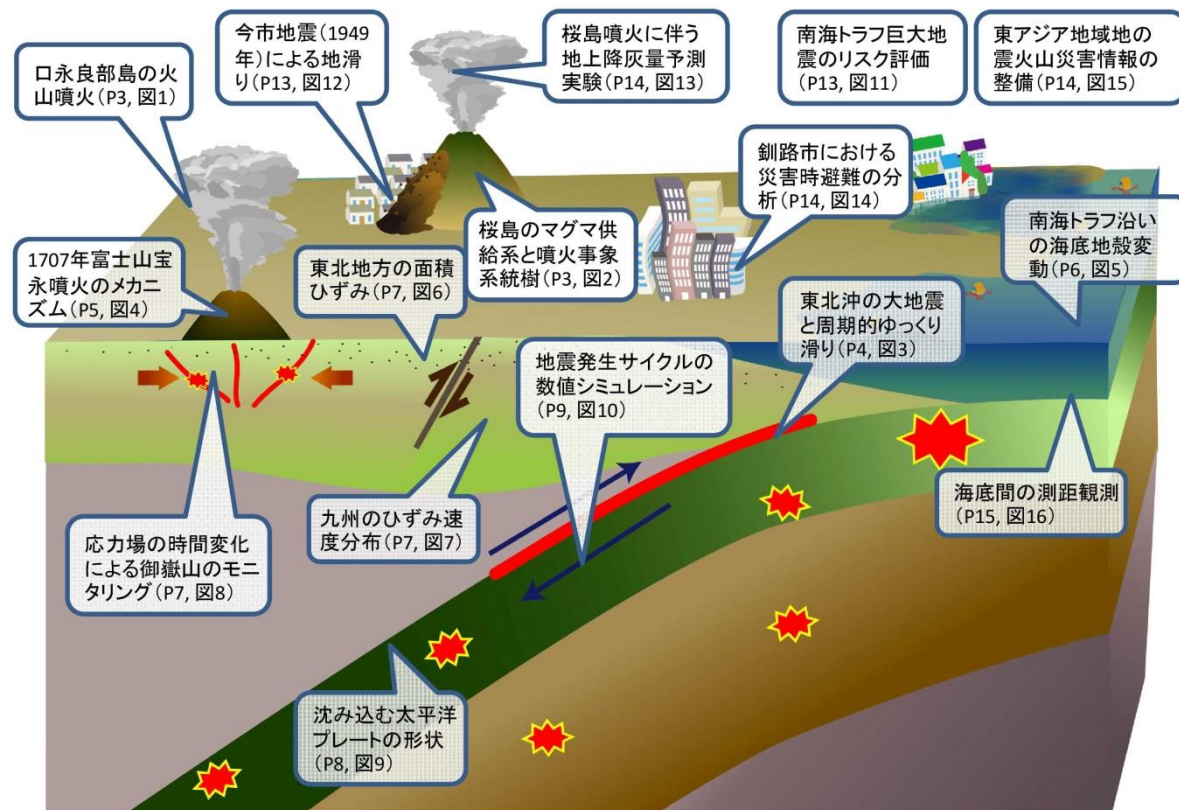 口永良部島の火
山噴火(P3, 図1)
今市地震(1949
年)による地滑
り(P13, 図12)
桜島噴火に伴う
地上降灰量予測
実験(P14, 図13)
南海トラフ巨大地
震のリスク評価
(P13, 図11)
東アジア地域地の
震火山災害情報の
整備(P14, 図15)
釧路市における
災害時避難の分
析(P14, 図14)
1707年富士山宝
永噴火のメカニ
ズム(P5, 図4)
東北地方の面積
ひずみ(P7, 図6)
桜島のマグマ供
給系と噴火事象
系統樹(P3, 図2)
南海トラフ沿い
の海底地殻変
動(P6, 図5)
東北沖の大地震
と周期的ゆっくり
滑り(P4, 図3)
地震発生サイクルの
数値シミュレーション
(P9, 図10)
応力場の時間変化
による御嶽山のモニ
タリング(P7, 図8)
九州のひずみ速
度分布(P7, 図7)
海底間の測距観測
(P15, 図16)
沈み込む太平洋
プレートの形状
(P8, 図9)